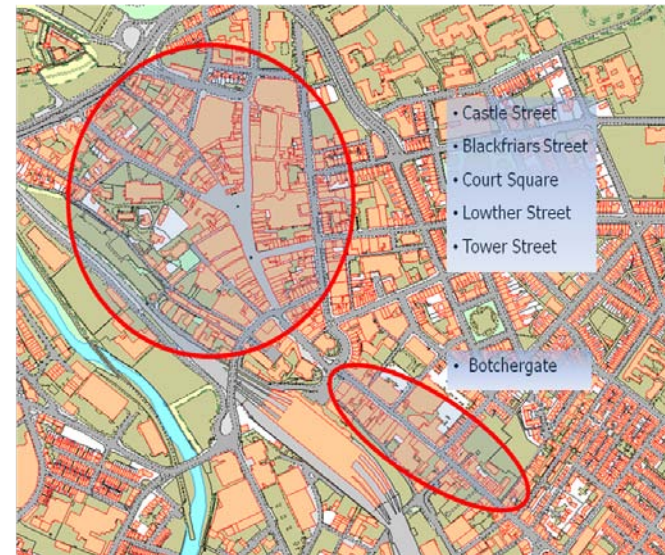 • Castle Street
• Blackfriars Street
• Court Square
• Lowther Street
• Tower Street
• Botchergate